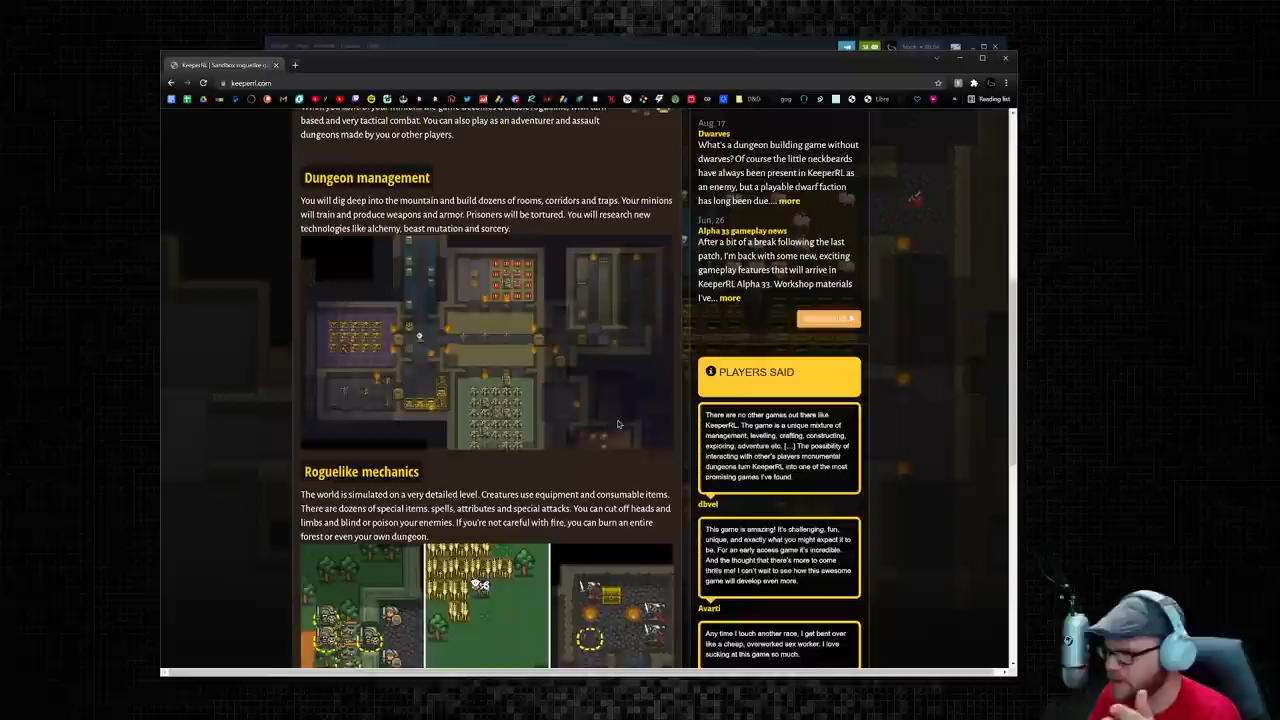 KeeperRL | Sandbox roguelike
keeperrl.com
D&D
gog
Libre
Reading list
based and very tactical combat. You can also play as an adventurer and assault
dungeons made by you or other players.
Dungeon management
You will dig deep into the mountain and build dozens of rooms, corridors and traps. Your minions
will train and produce weapons and armor. Prisoners will be tortured. You will research new
technologies like alchemy, beast mutation and sorcery.
Roguelike mechanics
The world is simulated on a very detailed level. Creatures use equipment and consumable items.
There are dozens of special items, spells, attributes and special attacks. You can cut off heads and
limbs and blind or poison your enemies. If you're not careful with fire, you can burn an entire
forest or even your own dungeon.
Aug, 17
Dwarves
What's a dungeon building game without
dwarves? Of course the little neckbeards
have always been present in KeeperRL as
an enemy, but a playable dwarf faction
has long been due.... more
Jun, 26
Alpha 33 gameplay news
After a bit of a break following the last
patch, I'm back with some new, exciting
gameplay features that will arrive in
KeeperRL Alpha 33. Workshop materials
I've... more
PLAYERS SAID
There are no other games out there like
KeeperRL. The game is a unique mixture of
management, levelling, crafting, constructing,
exploring, adventure etc. [...] The possibility of
interacting with other's players monumental
dungeons turn KeeperRL into one of the most
promising games I've found.
dbvel
This game is amazing! It's challenging, fun,
unique, and exactly what you might expect it to
be. For an early access game it's incredible.
And the thought that there's more to come
thrills me! I can't wait to see how this awesome
game will develop even more.
Avarti
Any time I touch another race, I get bent over
like a cheap, overworked sex worker. I love
sucking at this game so much.